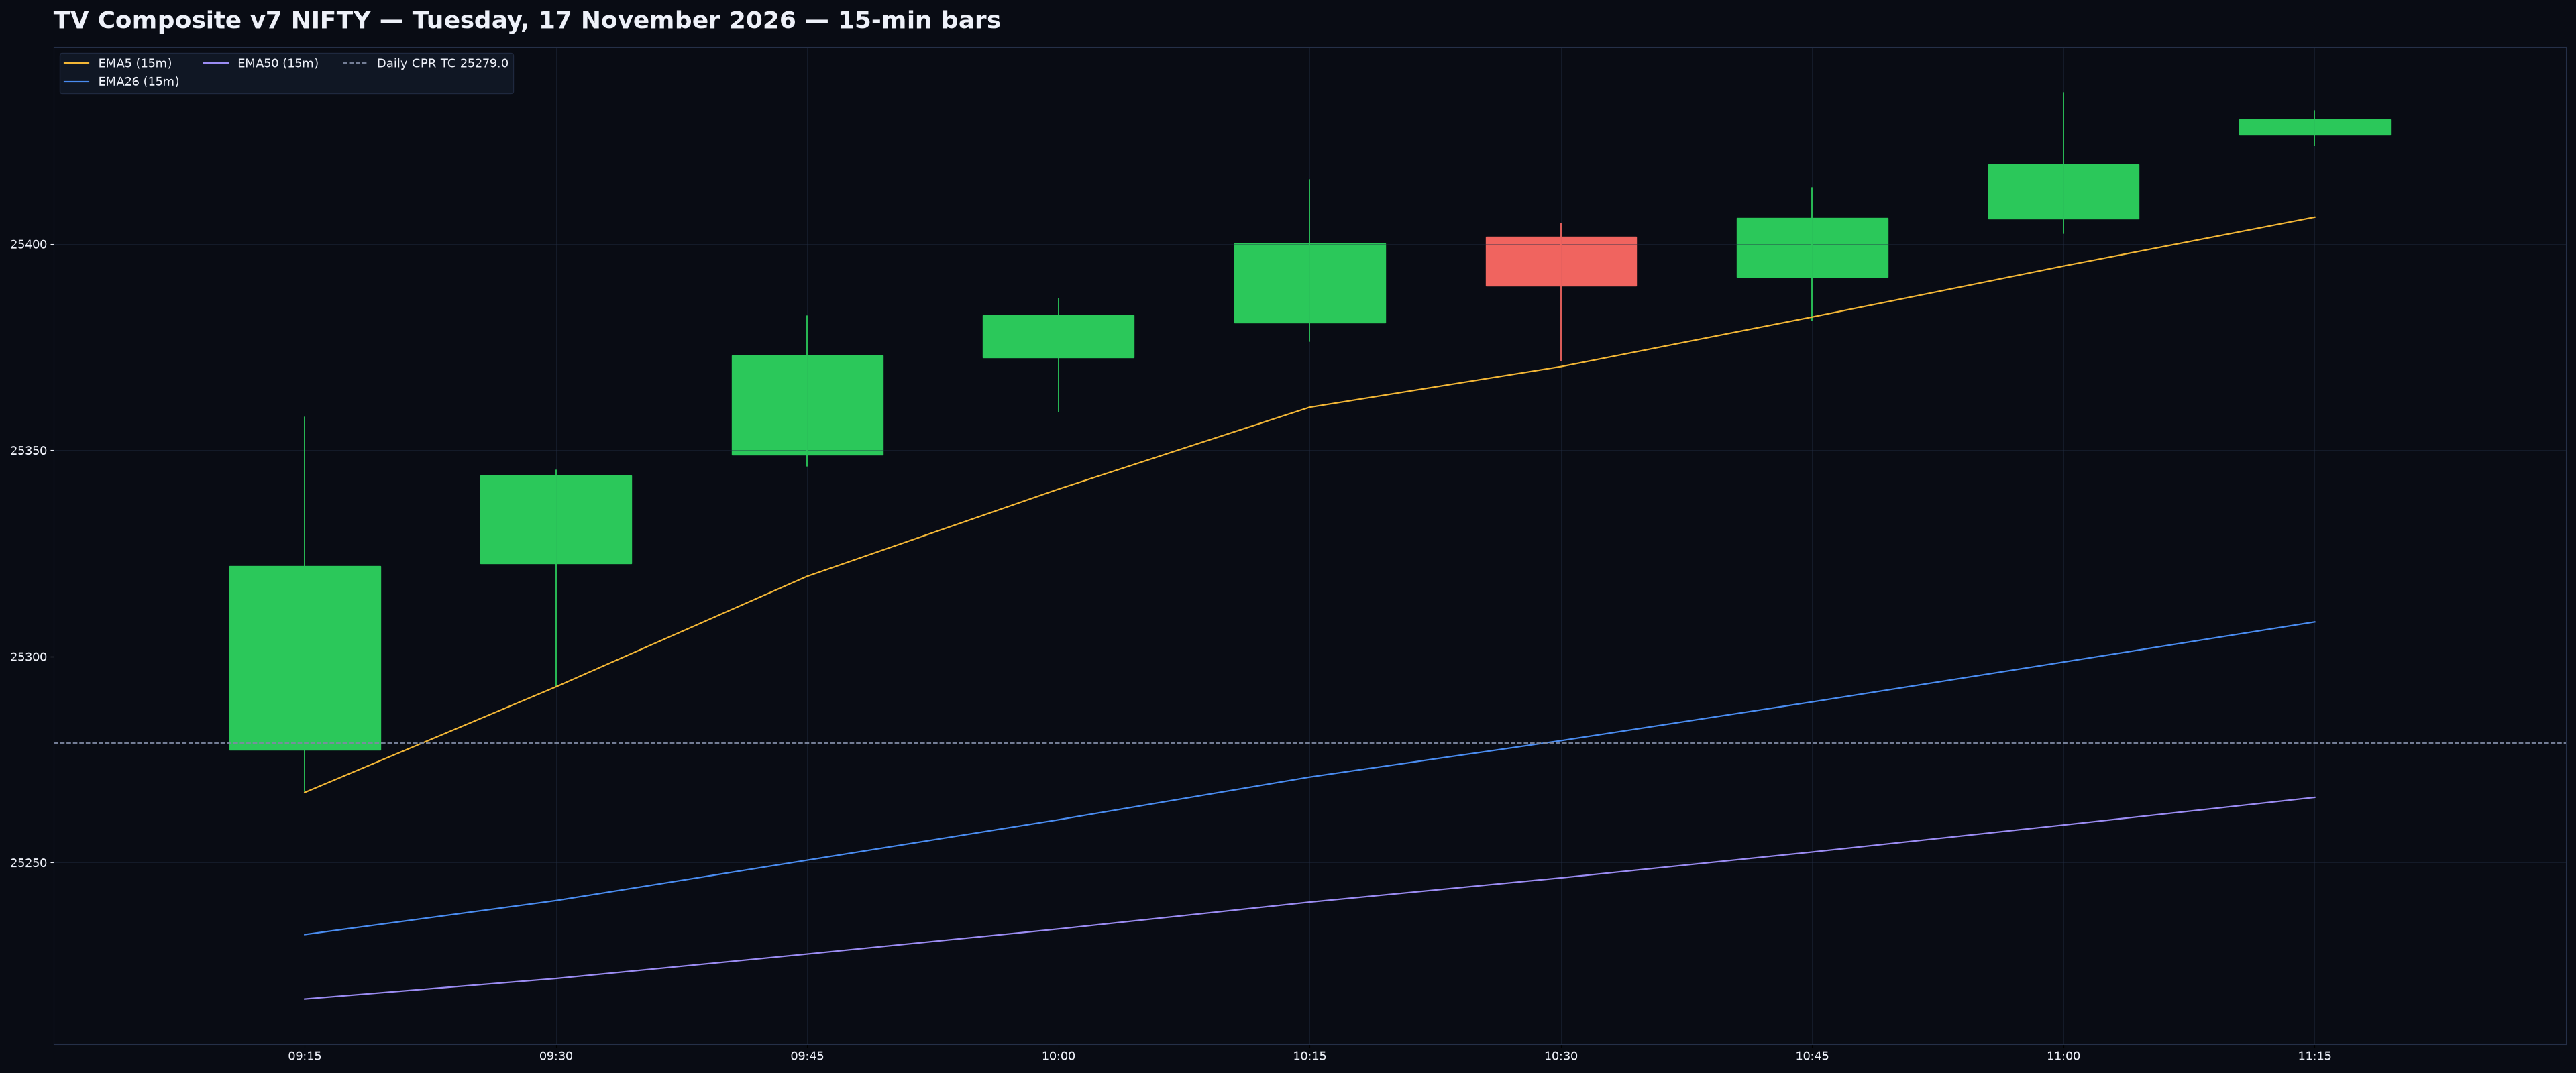 TV Composite v7 NIFTY — Tuesday, 17 November 2026 — 15-min bars
EMA5 (15m)
EMA26 (15m)
EMA50 (15m)
Daily CPR TC 25279.0
25400
25350
25300
25250
09:15 09:30 09:45 10:00 10:15 10:30 10:45 11:00 11:15